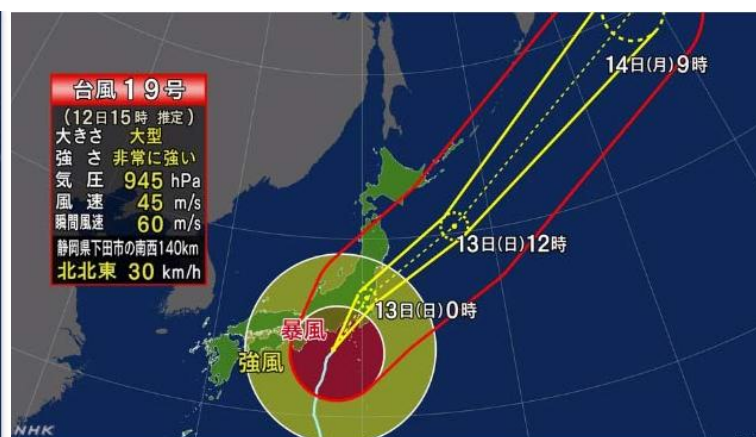 台風19号
(12日15時 推定)
大きさ 大型
強さ 非常に強い
気圧 945 hPa
風速 45 m/s
瞬間風速 60 m/s
静岡県下田市の南西140km
北北東 30 km/h
14日(月)9時
13日(日)12時
13日(日)0時
暴風
強風
NHK